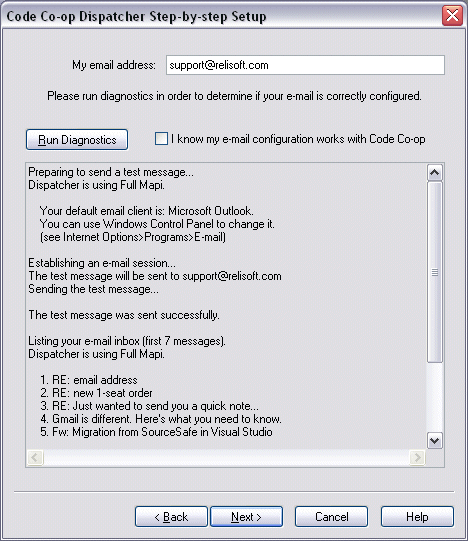 Code Co-op Dispatcher Step-by-step Setup
My email address: support@relisoft.com
Please run diagnostics in order to determine if your e-mail is correctly configured.
Run Diagnostics I know my e-mail configuration works with Code Co-op
Preparing to send a test message...
Dispatcher is using Full Mapi.
Your default email client is: Microsoft Outlook.
You can use Windows Control Panel to change it.
(see Internet Options>Programs>E-mail)
Establishing an e-mail session...
The test message will be sent to support@relisoft.com
Sending the test message...
The test message was sent successfully.
Listing your e-mail inbox (first 7 messages).
Dispatcher is using Full Mapi.
1. RE: email address
2. RE: new 1-seat order
3. RE: Just wanted to send you a quick note...
4. Gmail is different. Here's what you need to know.
5. Fw: Migration from SourceSafe in Visual Studio
< Back Next > Cancel Help